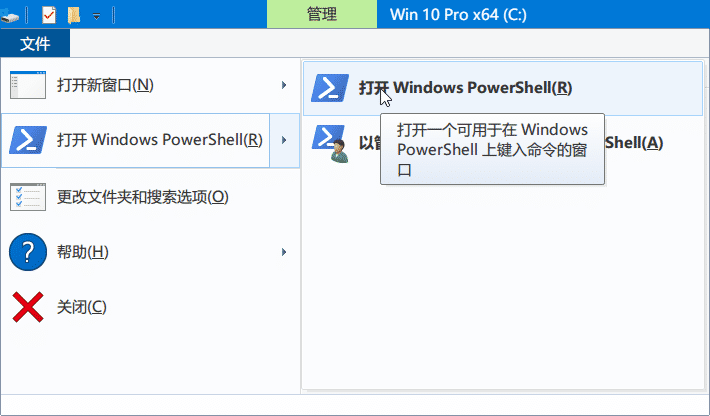 管理
Win 10 Pro x64 (C:)
文件
打开新窗口(N)
打开 Windows PowerShell(R)
更改文件夹和搜索选项(O)
帮助(H)
关闭(C)
打开 Windows PowerShell(R)
打开一个可用于在 Windows
PowerShell 上键入命令的窗
口
以
Shell(A)